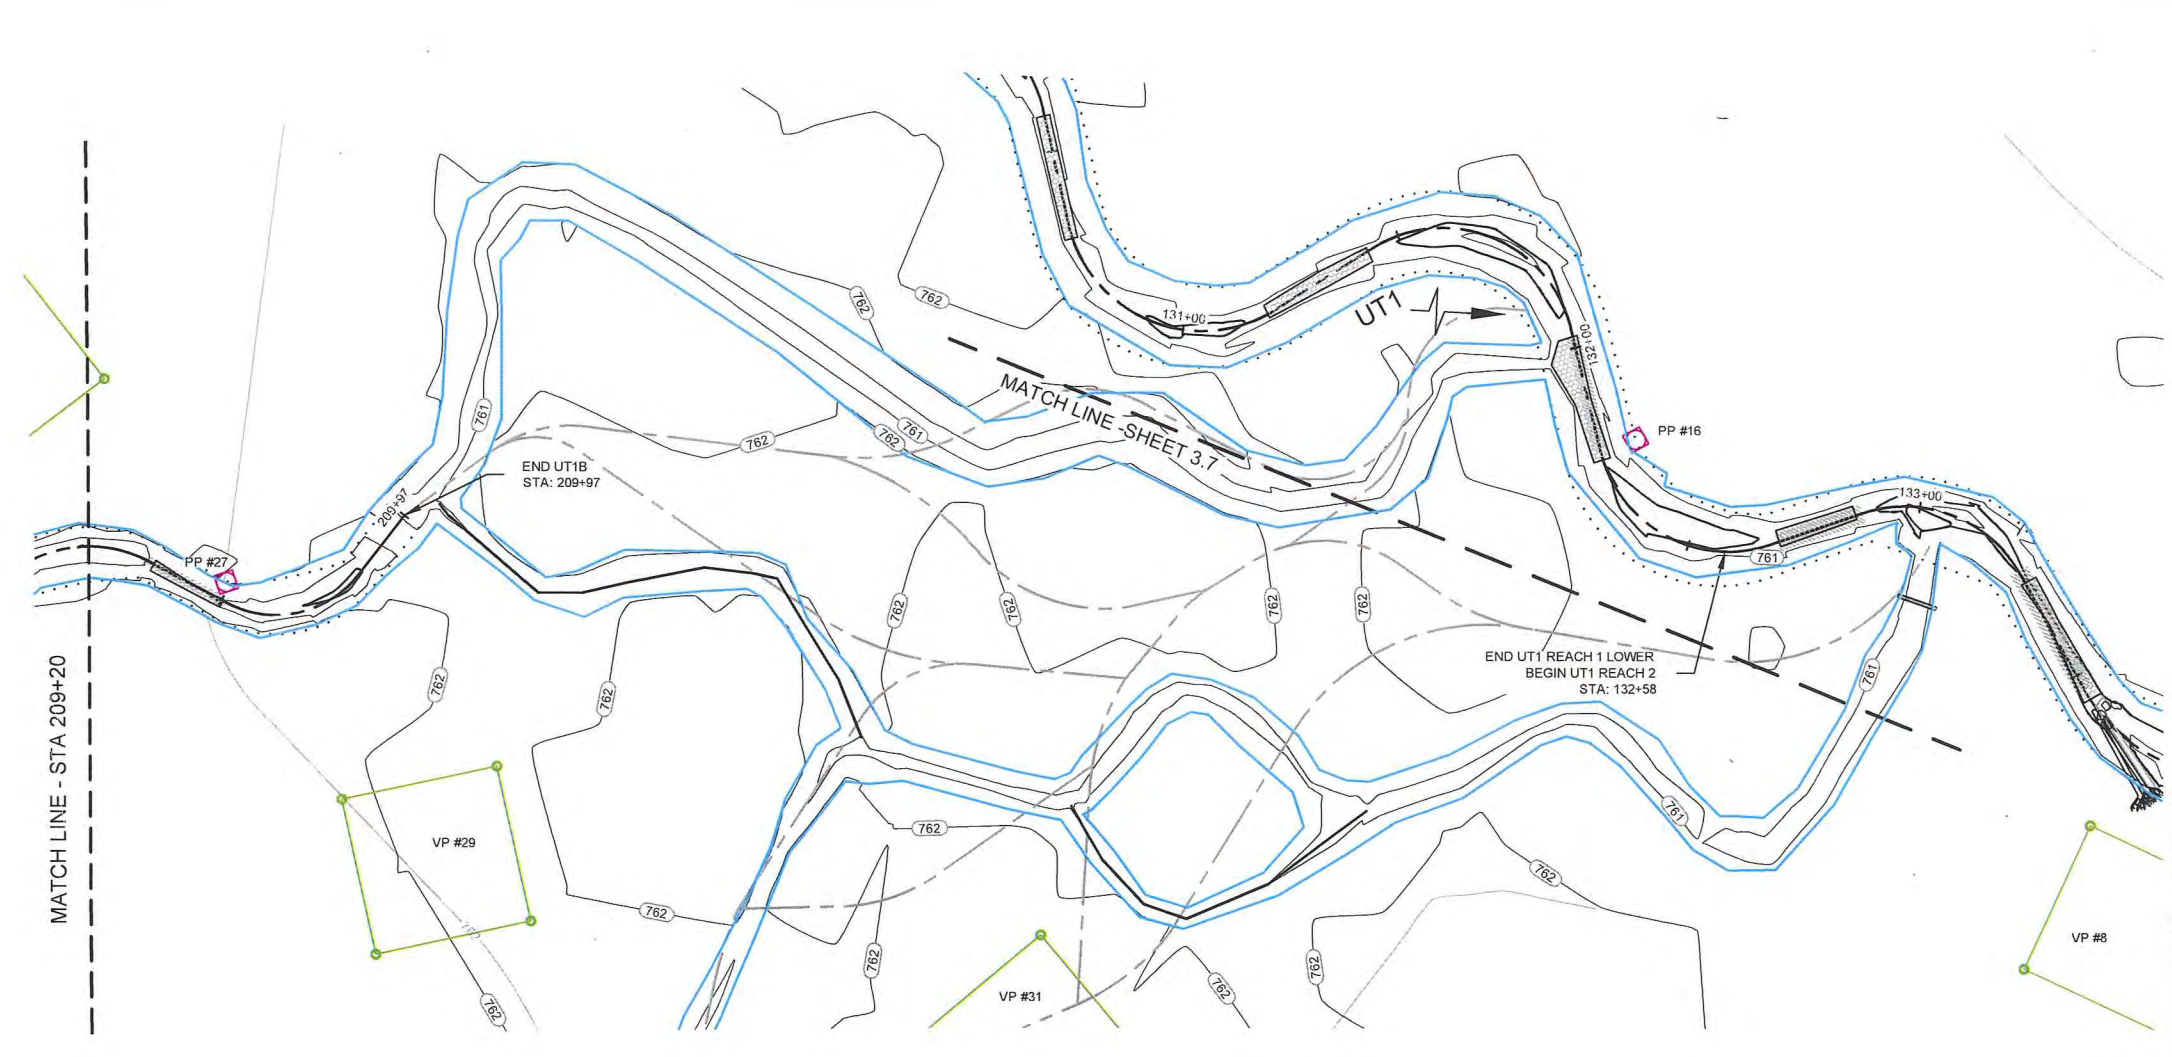 762
762
131+00
UT1
132+00
MATCH LINE -SHEET 3.7
761
762
761
762
PP #16
END UT1B
STA: 209+97
209+97
133+00
761
PP #27
762
762
762
762
END UT1 REACH 1 LOWER
BEGIN UT1 REACH 2
STA: 132+58
761
762
762
MATCH LINE - STA 209+20
761
762
VP #29
762
762
762
VP #8
762
762
762
VP #31
762
762